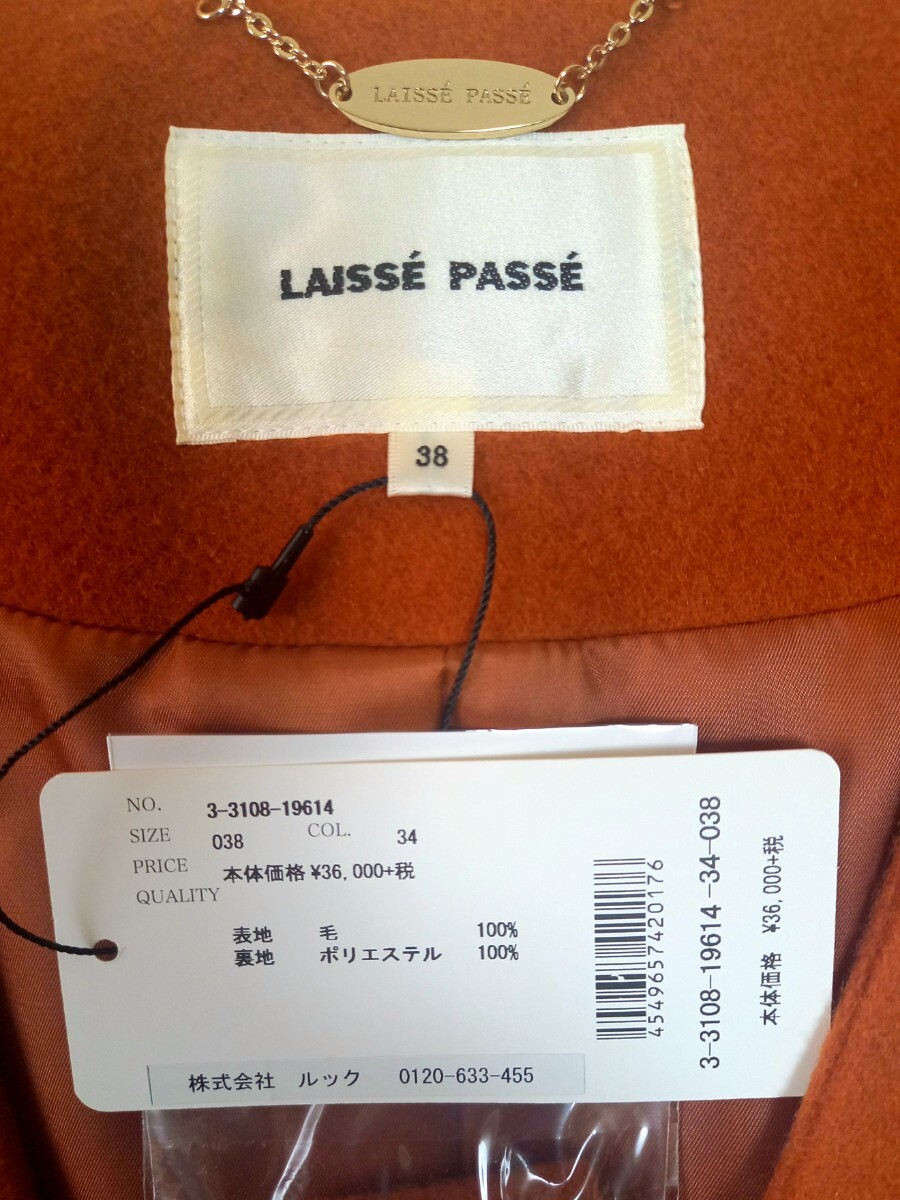 LAISSÉ PASSÉ
LAISSÉ PASSÉ
38
NO. 3-3108-19614
SIZE 038 COL. 34
PRICE 本体価格 ¥36,000+税
QUALITY
表地 毛 100%
裏地 ポリエステル 100%
株式会社 ルック 0120-633-455
4549657420176
3-3108-19614 -34-038
本体価格 ¥36,000+税